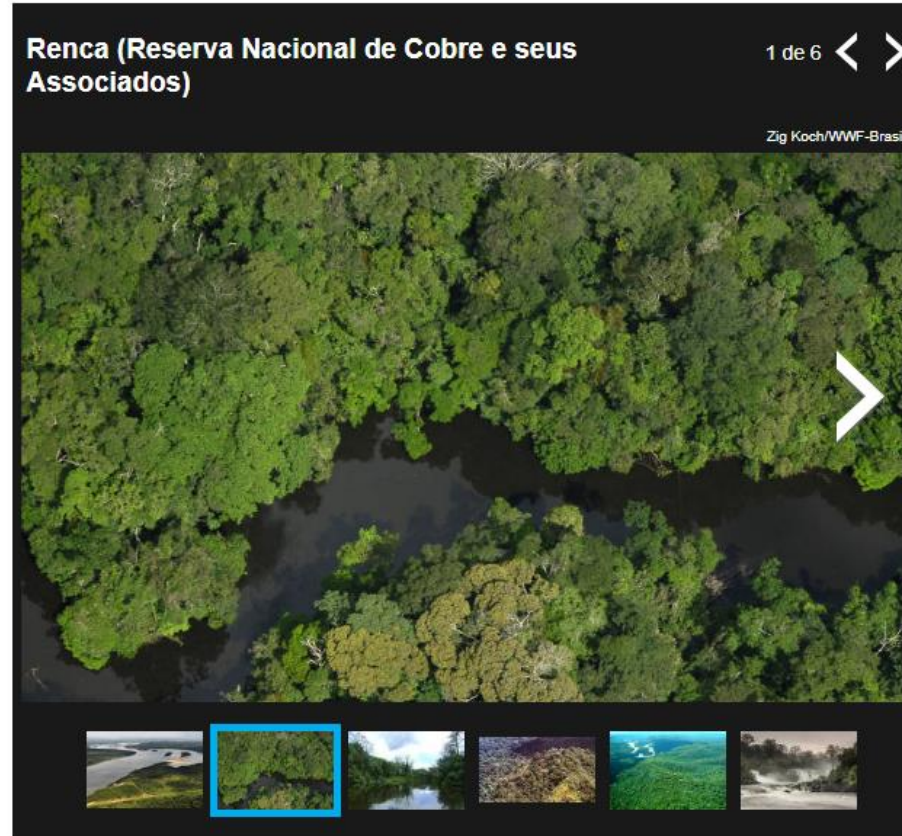 Renca (Reserva Nacional de Cobre e seus
Associados)
1 de 6
Zig Koch/WWF-Brasi